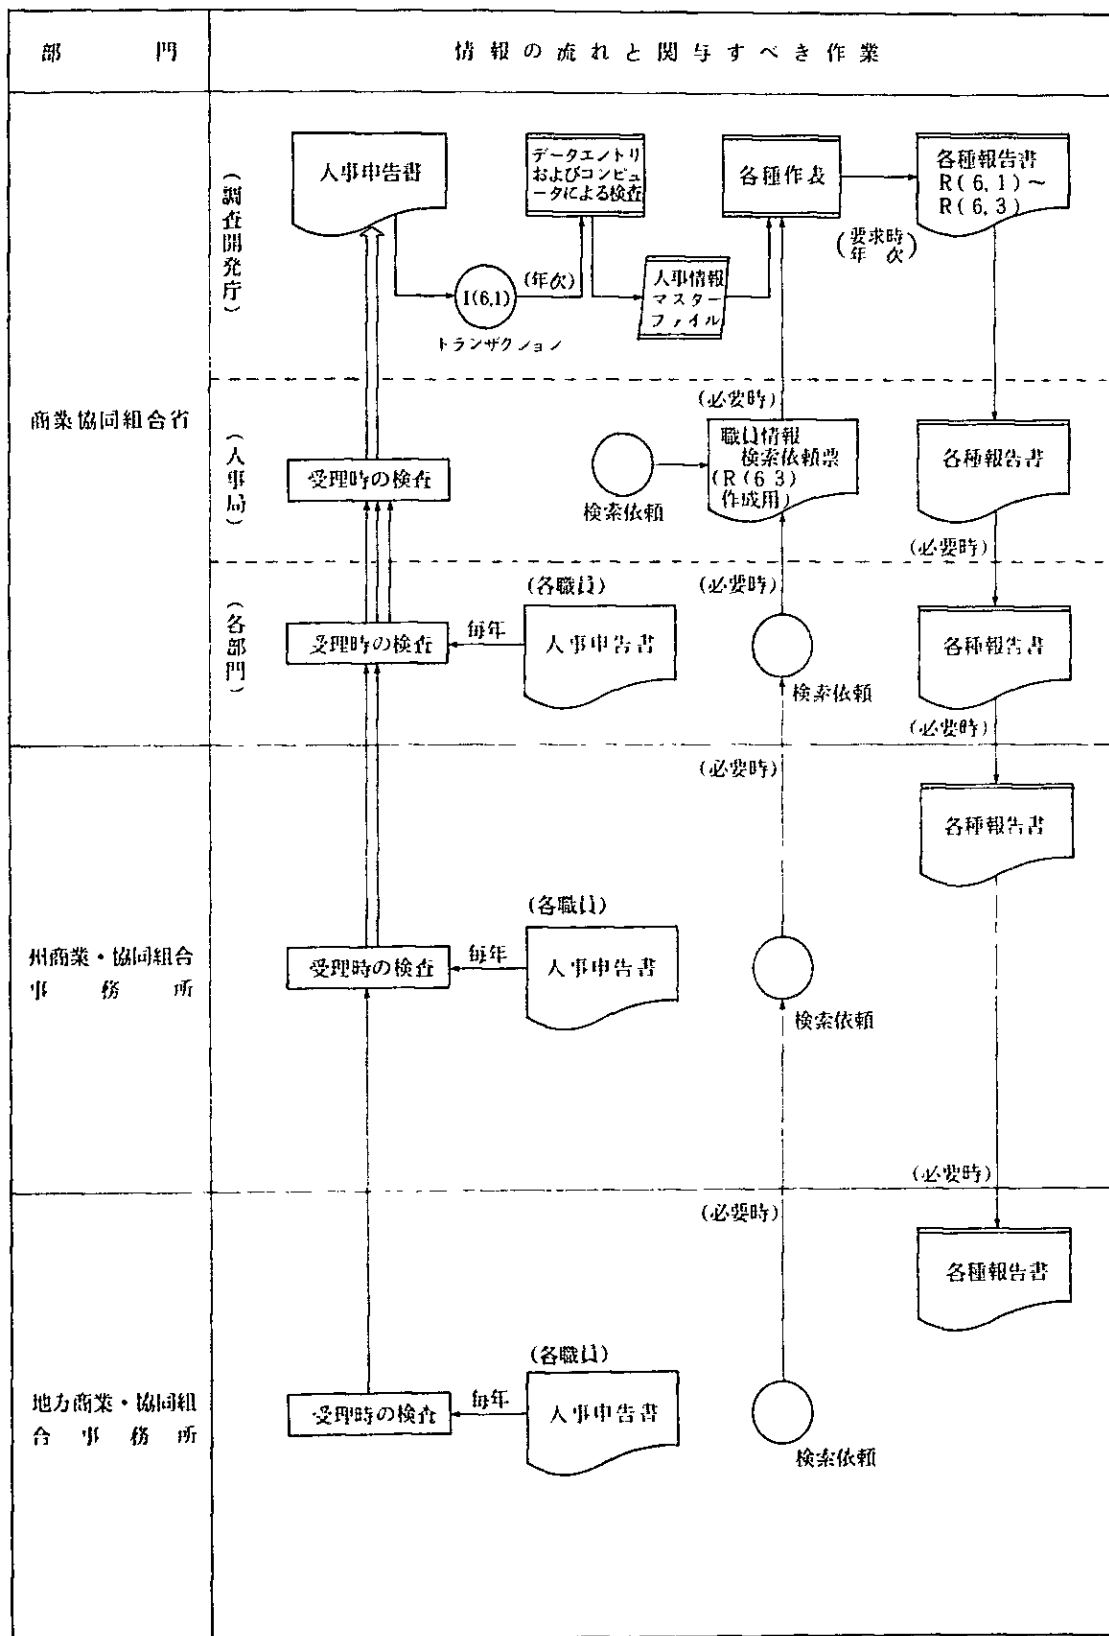 部門
情報の流れと関与すべき作業
商業協同組合省
(調査開発庁)
人事申告書
データエントリ
およびコンピュ
ータによる検査
各種作表
各種報告書
R(6,1)～
R(6,3)
(要求時
年次)
I(6,1)
(年次)
トランザクション
人事情報
マスター
ファイル
(人事局)
受理時の検査
検索依頼
(必要時)
職員情報
検索依頼票
(R(6 3)
作成用)
各種報告書
(必要時)
(各部門)
受理時の検査
毎年
(各職員)
人事申告書
(必要時)
検索依頼
各種報告書
(必要時)
州商業・協同組合
事務所
受理時の検査
毎年
(各職員)
人事申告書
(必要時)
検索依頼
各種報告書
(必要時)
地方商業・協同組
合事務所
受理時の検査
毎年
(各職員)
人事申告書
(必要時)
検索依頼
各種報告書